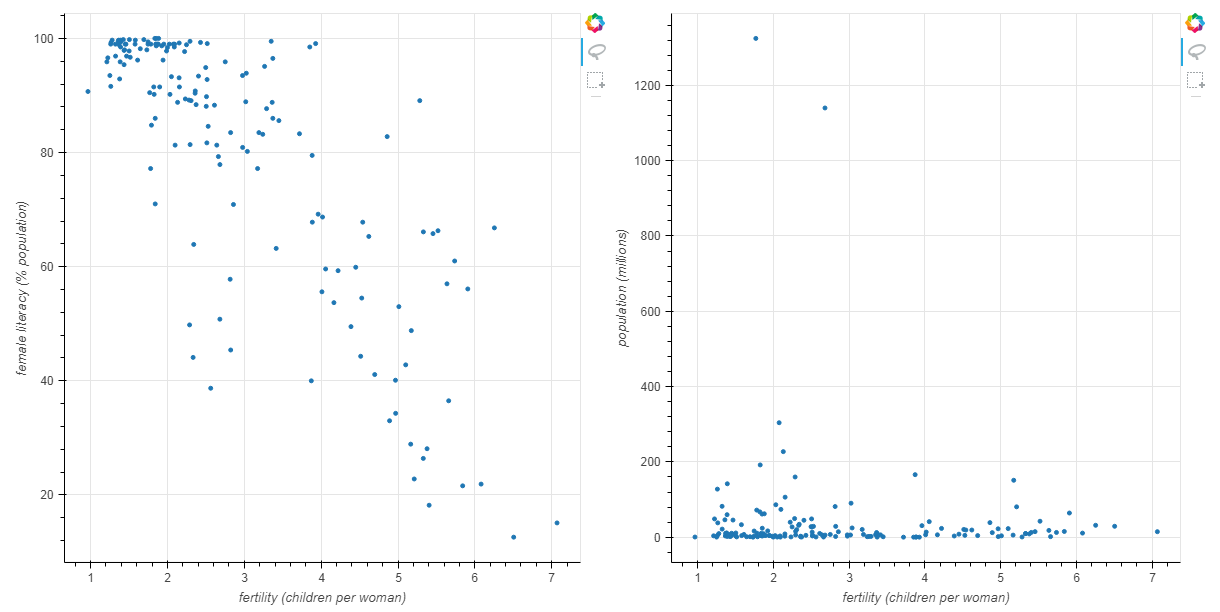 100
80
60
40
20
female literacy (% population)
1 2 3 4 5 6 7
fertility (children per woman)
1200
1000
800
600
400
200
0
population (millions)
1 2 3 4 5 6 7
fertility (children per woman)